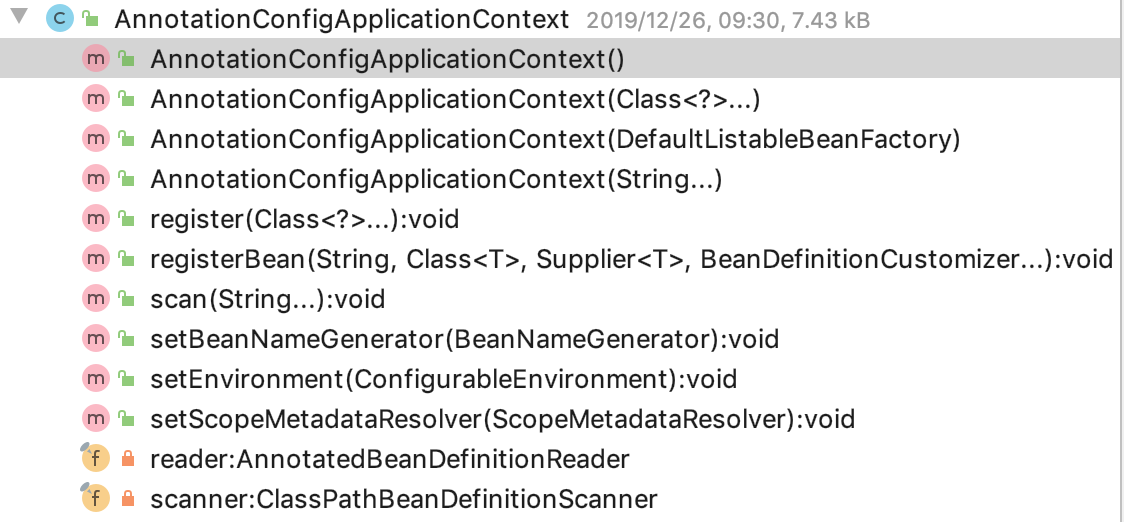 C AnnotationConfigApplicationContext 2019/12/26, 09:30, 7.43 kB
m AnnotationConfigApplicationContext()
m AnnotationConfigApplicationContext(Class<?>...)
m AnnotationConfigApplicationContext(DefaultListableBeanFactory)
m AnnotationConfigApplicationContext(String...)
m register(Class<?>...):void
m registerBean(String, Class<T>, Supplier<T>, BeanDefinitionCustomizer...):void
m scan(String...):void
m setBeanNameGenerator(BeanNameGenerator):void
m setEnvironment(ConfigurableEnvironment):void
m setScopeMetadataResolver(ScopeMetadataResolver):void
f reader:AnnotatedBeanDefinitionReader
f scanner:ClassPathBeanDefinitionScanner